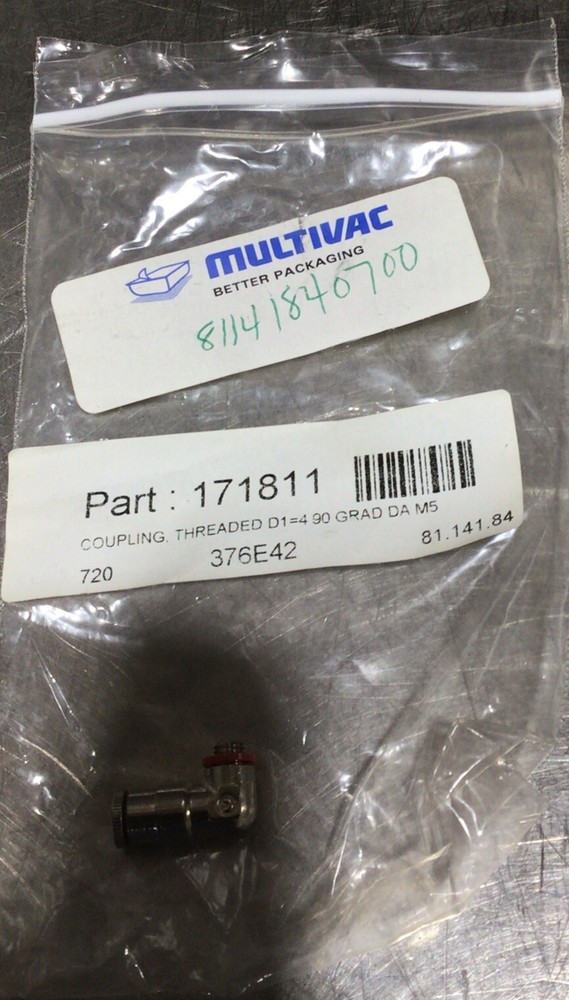 MULTIVAC
BETTER PACKAGING
81141840700
Part : 171811
COUPLING, THREADED D1=4 90 GRAD DA M5
720 376E42 81.141.84